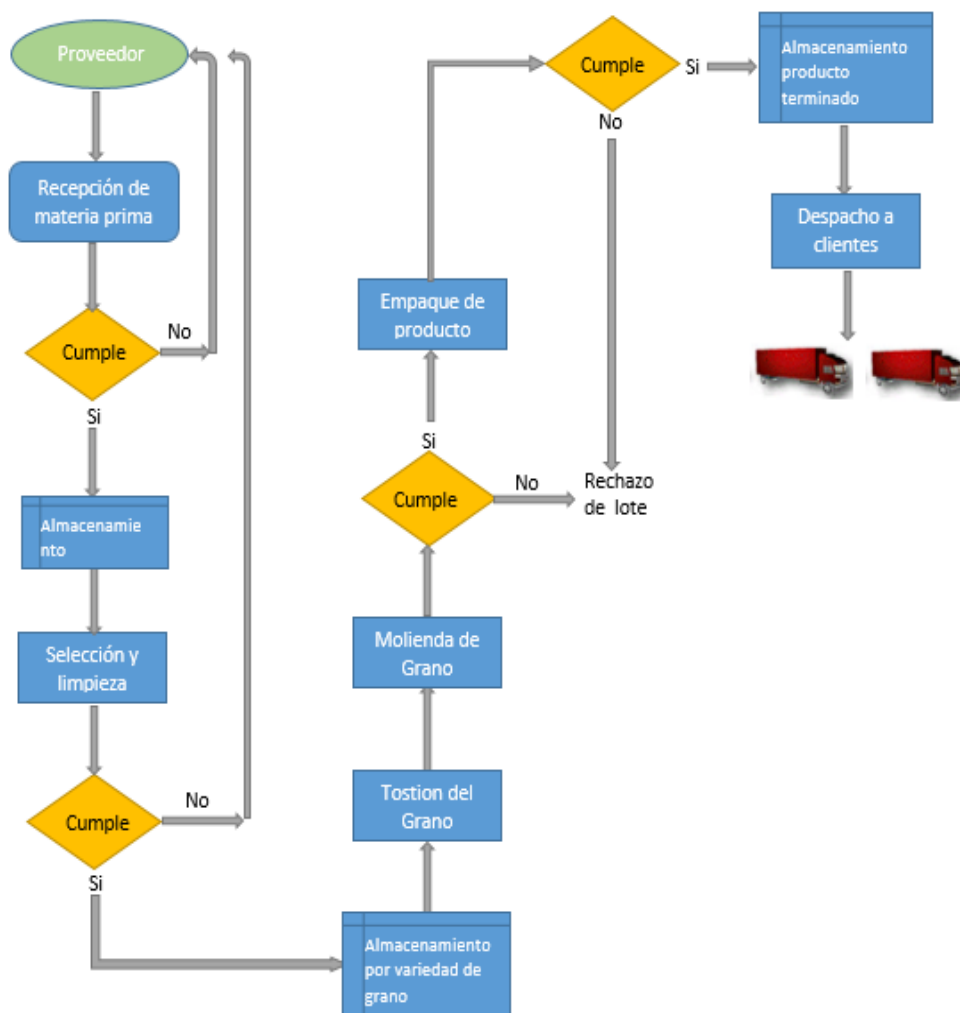 Proveedor
Recepción de
materia prima
Cumple
No
Si
Almacenamie
nto
Selección y
limpieza
Cumple
No
Si
Almacenamiento
por variedad de
grano
Tostion del
Grano
Molienda de
Grano
Cumple
No
Si
Rechazo
de lote
Empaque de
producto
Cumple
Si
No
Almacenamiento
producto
terminado
Despacho a
clientes